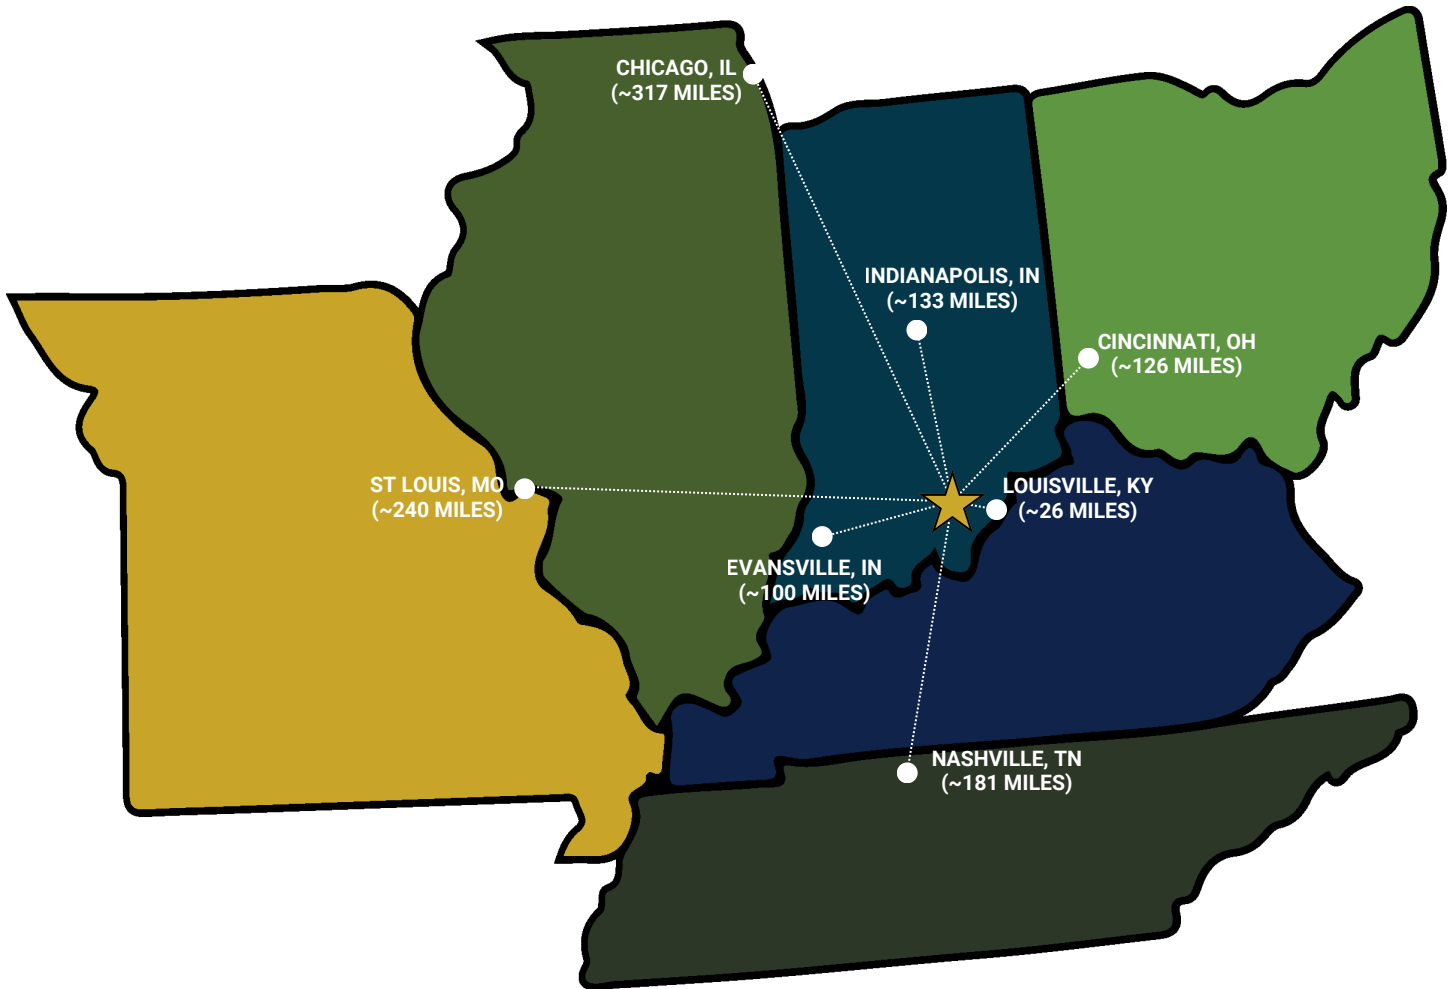 CHICAGO, IL
(~317 MILES)
INDIANAPOLIS, IN
(~133 MILES)
CINCINNATI, OH
(~126 MILES)
ST LOUIS, MO
(~240 MILES)
LOUISVILLE, KY
(~26 MILES)
EVANSVILLE, IN
(~100 MILES)
NASHVILLE, TN
(~181 MILES)